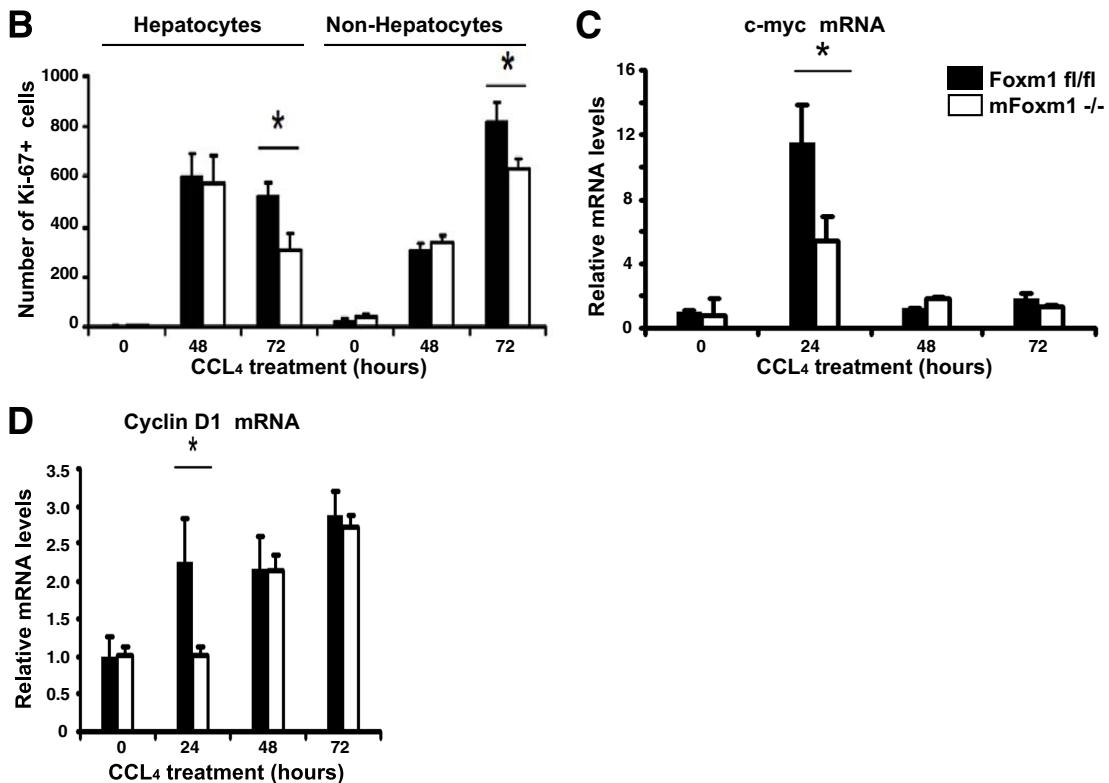 B
Hepatocytes Non-Hepatocytes
Number of Ki-67+ cells
1000
800
600
400
200
0
*
*
0 48 72 0 48 72
CCL₄ treatment (hours)
C
c-myc mRNA
*
Foxm1 fl/fl
mFoxm1 -/-
Relative mRNA levels
16
12
8
4
0
0 24 48 72
CCL₄ treatment (hours)
D
Cyclin D1 mRNA
*
Relative mRNA levels
3.5
3.0
2.5
2.0
1.5
1.0
0.5
0
0 24 48 72
CCL₄ treatment (hours)